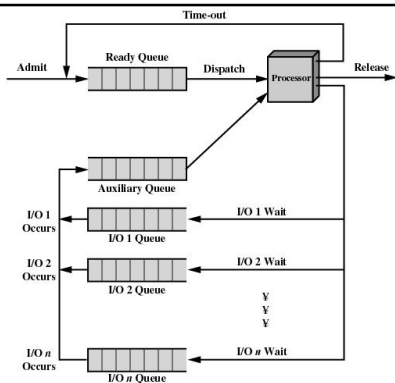 Time-out
Ready Queue
Admit
Dispatch
Processor
Release
Auxiliary Queue
I/O 1
Occurs
I/O 1 Wait
I/O 1 Queue
I/O 2
Occurs
I/O 2 Wait
I/O 2 Queue
¥
¥
¥
I/O n
Occurs
I/O n Wait
I/O n Queue